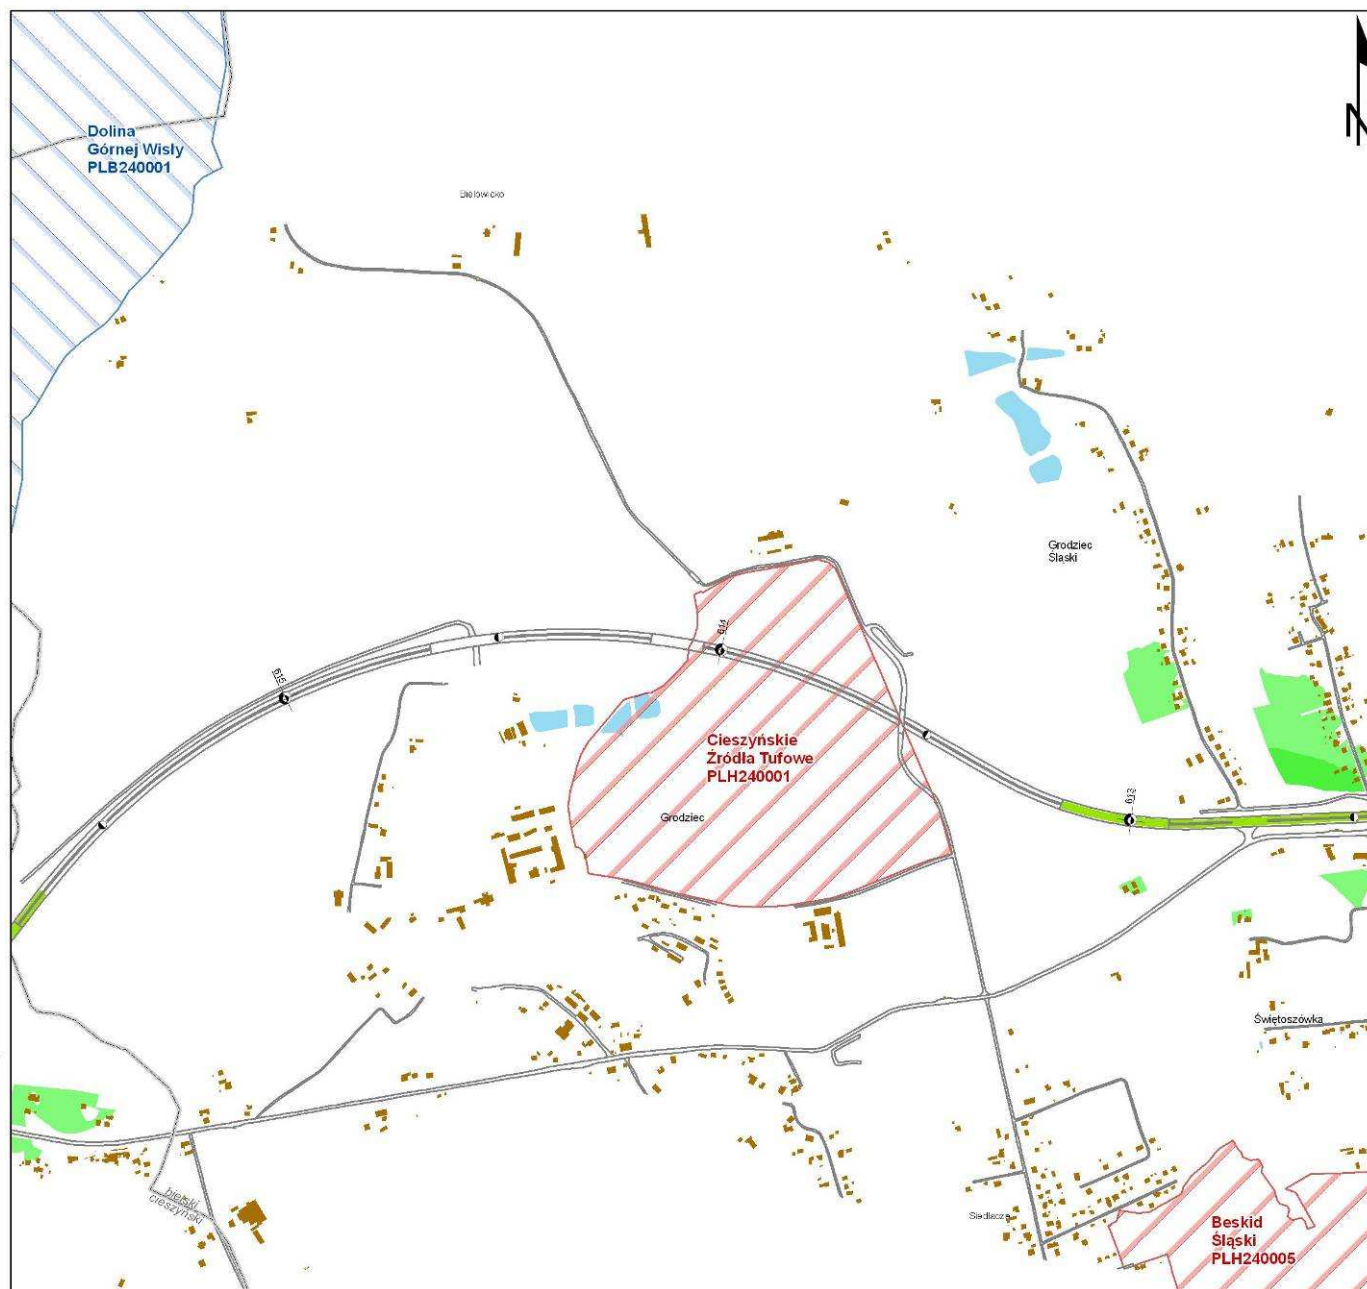 N
Dolina
Górnej Wisły
PLB240001
Bielowicko
Grodziec
Śląski
614
615
Cieszyńskie
Źródła Tufowe
PLH240001
613
Grodziec
Świętoszówka
bielski
cieszyński
Siedlacze
Beskid
Śląski
PLH240005